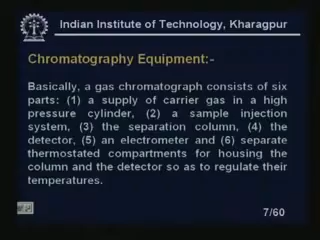 Indian Institute of Technology, Kharagpur
Chromatography Equipment:-
Basically, a gas chromatograph consists of six
parts: (1) a supply of carrier gas in a high
pressure cylinder, (2) a sample injection
system, (3) the separation column, (4) the
detector, (5) an electrometer and (6) separate
thermostated compartments for housing the
column and the detector so as to regulate their
temperatures.
7/60